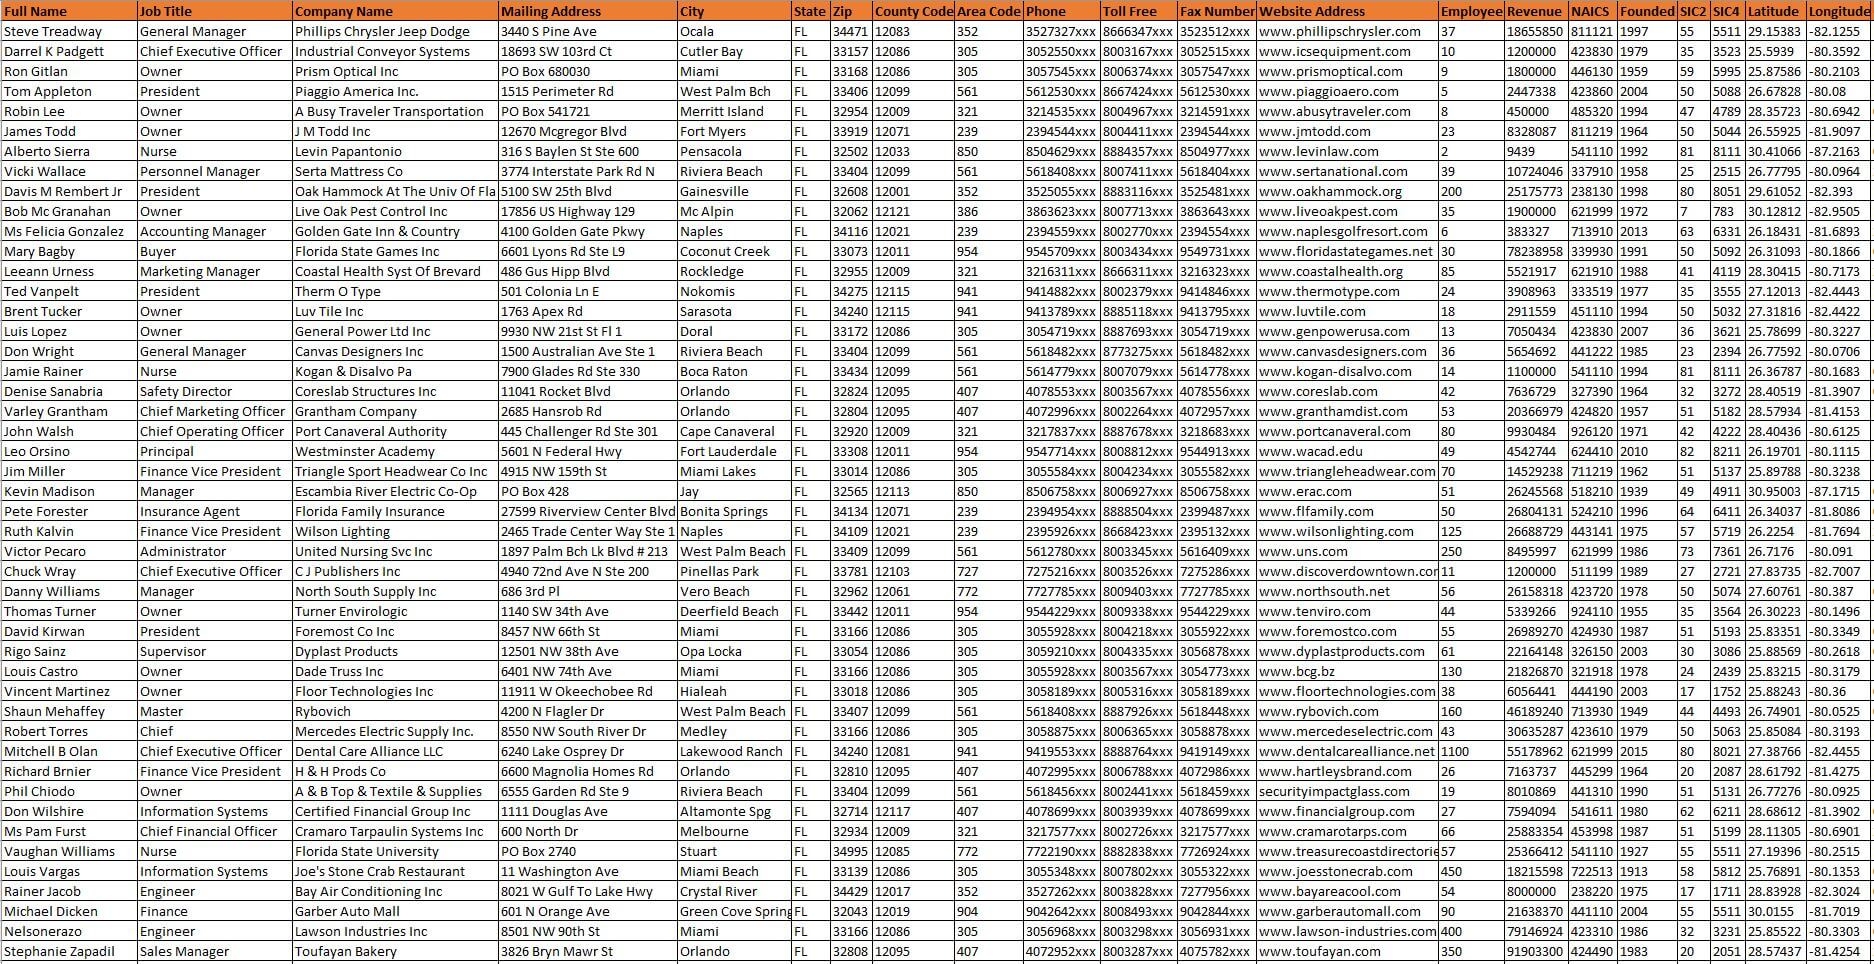 Full Name Job Title Company Name Mailing Address City State Zip County Code Area Code Phone Toll Free Fax Number Website Address Employee Revenue NAICS Founded SIC2 SIC4 Latitude Longitude
Steve Treadway General Manager Phillips Chrysler Jeep Dodge 3440 S Pine Ave Ocala FL 34471 12083 352 3527327xxx 8666347xxx 3523512xxx www.phillipschrysler.com 37 18655850 811121 1997 55 5511 29.15383 -82.1255
Darrel K Padgett Chief Executive Officer Industrial Conveyor Systems 18693 SW 103rd Ct Cutler Bay FL 33157 12086 305 3052550xxx 8003167xxx 3052515xxx www.icsequipment.com 10 1200000 423830 1979 35 3523 25.5939 -80.3592
Ron Gitlan Owner Prism Optical Inc PO Box 680030 Miami FL 33168 12086 305 3057545xxx 8006374xxx 3057547xxx www.prismoptical.com 9 1800000 446130 1959 59 5995 25.87586 -80.2103
Tom Appleton President Piaggio America Inc. 1515 Perimeter Rd West Palm Bch FL 33406 12099 561 5612530xxx 8667424xxx 5612530xxx www.piaggioaero.com 5 2447338 423860 2004 50 5088 26.67828 -80.08
Robin Lee Owner A Busy Traveler Transportation PO Box 541721 Merritt Island FL 32954 12009 321 3214535xxx 8004967xxx 3214591xxx www.abusytraveler.com 8 450000 485320 1994 47 4789 28.35723 -80.6942
James Todd Owner J M Todd Inc 12670 Mcgregor Blvd Fort Myers FL 33919 12071 239 2394544xxx 8004411xxx 2394544xxx www.jmtodd.com 23 8328087 811219 1964 50 5044 26.55925 -81.9097
Alberto Sierra Nurse Levin Papantonio 316 S Baylen St Ste 600 Pensacola FL 32502 12033 850 8504629xxx 8884357xxx 8504977xxx www.levinlaw.com 2 9439 541110 1992 81 8111 30.41066 -87.2163
Vicki Wallace Personnel Manager Serta Mattress Co 3774 Interstate Park Rd N Riviera Beach FL 33404 12099 561 5618408xxx 8007411xxx 5618404xxx www.sertanational.com 39 10724046 337910 1958 25 2515 26.77795 -80.0964
Davis M Rembert Jr President Oak Hammock At The Univ Of Fla 5100 SW 25th Blvd Gainesville FL 32608 12001 352 3525055xxx 8883116xxx 3525481xxx www.oakhammock.org 200 25175773 238130 1998 80 8051 29.61052 -82.393
Bob Mc Granahan Owner Live Oak Pest Control Inc 17856 US Highway 129 Mc Alpin FL 32062 12121 386 3863623xxx 8007713xxx 3863643xxx www.liveoakpest.com 35 1900000 621999 1972 7 783 30.12812 -82.9505
Ms Felicia Gonzalez Accounting Manager Golden Gate Inn & Country 4100 Golden Gate Pkwy Naples FL 34116 12021 239 2394559xxx 8002770xxx 2394554xxx www.naplesgolfresort.com 6 383327 713910 2013 63 6331 26.18431 -81.6893
Mary Bagby Buyer Florida State Games Inc 6601 Lyons Rd Ste L9 Coconut Creek FL 33073 12011 954 9545709xxx 8003434xxx 9549731xxx www.floridastategames.net 30 78238958 339930 1991 50 5092 26.31093 -80.1866
Leeann Urness Marketing Manager Coastal Health Syst Of Brevard 486 Gus Hipp Blvd Rockledge FL 32955 12009 321 3216311xxx 8666311xxx 3216323xxx www.coastalhealth.org 85 5521917 621910 1988 41 4119 28.30415 -80.7173
Ted Vanpelt President Therm O Type 501 Colonia Ln E Nokomis FL 34275 12115 941 9414882xxx 8002379xxx 9414846xxx www.thermotype.com 24 3908963 333519 1977 35 3555 27.12013 -82.4443
Brent Tucker Owner Luv Tile Inc 1763 Apex Rd Sarasota FL 34240 12115 941 9413789xxx 8885118xxx 9413795xxx www.luvtile.com 18 2911559 451110 1994 50 5032 27.31816 -82.4422
Luis Lopez Owner General Power Ltd Inc 9930 NW 21st St Fl 1 Doral FL 33172 12086 305 3054719xxx 8887693xxx 3054719xxx www.genpowerusa.com 13 7050434 423830 2007 36 3621 25.78699 -80.3227
Don Wright General Manager Canvas Designers Inc 1500 Australian Ave Ste 1 Riviera Beach FL 33404 12099 561 5618482xxx 8773275xxx 5618482xxx www.canvasdesigners.com 36 5654692 441222 1985 23 2394 26.77592 -80.0706
Jamie Rainer Nurse Kogan & Disalvo Pa 7900 Glades Rd Ste 330 Boca Raton FL 33434 12099 561 5614779xxx 8007079xxx 5614778xxx www.kogan-disalvo.com 14 1100000 541110 1994 81 8111 26.36787 -80.1683
Denise Sanabria Safety Director Coreslab Structures Inc 11041 Rocket Blvd Orlando FL 32824 12095 407 4078553xxx 8003567xxx 4078556xxx www.coreslab.com 42 7636729 327390 1964 32 3272 28.40519 -81.3907
Varley Grantham Chief Marketing Officer Grantham Company 2685 Hansrob Rd Orlando FL 32804 12095 407 4072996xxx 8002264xxx 4072957xxx www.granthamdist.com 53 20366979 424820 1957 51 5182 28.57934 -81.4153
John Walsh Chief Operating Officer Port Canaveral Authority 445 Challenger Rd Ste 301 Cape Canaveral FL 32920 12009 321 3217837xxx 8887678xxx 3218683xxx www.portcanaveral.com 80 9930484 926120 1971 42 4222 28.40436 -80.6125
Leo Orsino Principal Westminster Academy 5601 N Federal Hwy Fort Lauderdale FL 33308 12011 954 9547714xxx 8008812xxx 9544913xxx www.wacad.edu 49 4542744 624410 2010 82 8211 26.19701 -80.1115
Jim Miller Finance Vice President Triangle Sport Headwear Co Inc 4915 NW 159th St Miami Lakes FL 33014 12086 305 3055584xxx 8004234xxx 3055582xxx www.triangleheadwear.com 70 14529238 711219 1962 51 5137 25.89788 -80.3238
Kevin Madison Manager Escambia River Electric Co-Op PO Box 428 Jay FL 32565 12113 850 8506758xxx 8006927xxx 8506758xxx www.erac.com 51 26245568 518210 1939 49 4911 30.95003 -87.1715
Pete Forester Insurance Agent Florida Family Insurance 27599 Riverview Center Blvd Bonita Springs FL 34134 12071 239 2394954xxx 8888504xxx 2399487xxx www.flfamily.com 50 26804131 524210 1996 64 6411 26.34037 -81.8086
Ruth Kalvin Finance Vice President Wilson Lighting 2465 Trade Center Way Ste 1 Naples FL 34109 12021 239 2395926xxx 8668423xxx 2395132xxx www.wilsonlighting.com 125 26688729 443141 1975 57 5719 26.2254 -81.7694
Victor Pecaro Administrator United Nursing Svc Inc 1897 Palm Bch Lk Blvd # 213 West Palm Beach FL 33409 12099 561 5612780xxx 8003345xxx 5616409xxx www.uns.com 250 8495997 621999 1986 73 7361 26.7176 -80.091
Chuck Wray Chief Executive Officer C J Publishers Inc 4940 72nd Ave N Ste 200 Pinellas Park FL 33781 12103 727 7275216xxx 8003526xxx 7275286xxx www.discoverdowntown.cor 11 1200000 511199 1989 27 2721 27.83735 -82.7007
Danny Williams Manager North South Supply Inc 686 3rd Pl Vero Beach FL 32962 12061 772 7727785xxx 8009403xxx 7727785xxx www.northsouth.net 56 26158318 423720 1978 50 5074 27.60761 -80.387
Thomas Turner Owner Turner Envirologic 1140 SW 34th Ave Deerfield Beach FL 33442 12011 954 9544229xxx 8009338xxx 9544229xxx www.tenviro.com 44 5339266 924110 1955 35 3564 26.30223 -80.1496
David Kirwan President Foremost Co Inc 8457 NW 66th St Miami FL 33166 12086 305 3055928xxx 8004218xxx 3055922xxx www.foremostco.com 55 26989270 424930 1987 51 5193 25.83351 -80.3349
Rigo Sainz Supervisor Dyplast Products 12501 NW 38th Ave Opa Locka FL 33054 12086 305 3059210xxx 8004335xxx 3056878xxx www.dyplastproducts.com 61 22164148 326150 2003 30 3086 25.88569 -80.2618
Louis Castro Owner Dade Truss Inc 6401 NW 74th Ave Miami FL 33166 12086 305 3055928xxx 8003567xxx 3054773xxx www.bcg.bz 130 21826870 321918 1978 24 2439 25.83215 -80.3179
Vincent Martinez Owner Floor Technologies Inc 11911 W Okeechobee Rd Hialeah FL 33018 12086 305 3058189xxx 8005316xxx 3058189xxx www.floortechnologies.com 38 6056441 444190 2003 17 1752 25.88243 -80.36
Shaun Mehaffey Master Rybovich 4200 N Flagler Dr West Palm Beach FL 33407 12099 561 5618408xxx 8887926xxx 5618448xxx www.rybovich.com 160 46189240 713930 1949 44 4493 26.74901 -80.0525
Robert Torres Chief Mercedes Electric Supply Inc. 8550 NW South River Dr Medley FL 33166 12086 305 3058875xxx 8006365xxx 3058878xxx www.mercedeselectric.com 43 30635287 423610 1979 50 5063 25.85084 -80.3193
Mitchell B Olan Chief Executive Officer Dental Care Alliance LLC 6240 Lake Osprey Dr Lakewood Ranch FL 34240 12081 941 9419553xxx 8888764xxx 9419149xxx www.dentalcarealliance.net 1100 55178962 621999 2015 80 8021 27.38766 -82.4455
Richard Brnier Finance Vice President H & H Prods Co 6600 Magnolia Homes Rd Orlando FL 32810 12095 407 4072995xxx 8006788xxx 4072986xxx www.hartleysbrand.com 26 7163737 445299 1964 20 2087 28.61792 -81.4275
Phil Chiodo Owner A & B Top & Textile & Supplies 6555 Garden Rd Ste 9 Riviera Beach FL 33404 12099 561 5618456xxx 8002441xxx 5618459xxx securityimpactglass.com 19 8010869 441310 1990 51 5131 26.77276 -80.0925
Don Wilshire Information Systems Certified Financial Group Inc 1111 Douglas Ave Altamonte Spg FL 32714 12117 407 4078699xxx 8003939xxx 4078699xxx www.financialgroup.com 27 7594094 541611 1980 62 6211 28.68612 -81.3902
Ms Pam Furst Chief Financial Officer Cramaro Tarpaulin Systems Inc 600 North Dr Melbourne FL 32934 12009 321 3217577xxx 8002726xxx 3217577xxx www.cramarotarps.com 66 25883354 453998 1987 51 5199 28.11305 -80.6901
Vaughan Williams Nurse Florida State University PO Box 2740 Stuart FL 34995 12085 772 7722190xxx 8882838xxx 7726924xxx www.treasurecoastdirectorie 57 25366412 541110 1927 55 5511 27.19396 -80.2515
Louis Vargas Information Systems Joe's Stone Crab Restaurant 11 Washington Ave Miami Beach FL 33139 12086 305 3055348xxx 8007802xxx 3055322xxx www.joesstonecrab.com 450 18215598 722513 1913 58 5812 25.76891 -80.1353
Rainer Jacob Engineer Bay Air Conditioning Inc 8021 W Gulf To Lake Hwy Crystal River FL 34429 12017 352 3527262xxx 8003828xxx 7277956xxx www.bayareacool.com 54 8000000 238220 1975 17 1711 28.83928 -82.3024
Michael Dicken Finance Garber Auto Mall 601 N Orange Ave Green Cove Spring FL 32043 12019 904 9042642xxx 8008493xxx 9042844xxx www.garberautomall.com 90 21638370 441110 2004 55 5511 30.0155 -81.7019
Nelsonerazo Engineer Lawson Industries Inc 8501 NW 90th St Miami FL 33166 12086 305 3056968xxx 8003298xxx 3056931xxx www.lawson-industries.com 400 79146924 423310 1986 32 3231 25.85522 -80.3303
Stephanie Zapadil Sales Manager Toufayan Bakery 3826 Bryn Mawr St Orlando FL 32808 12095 407 4072952xxx 8003287xxx 4075782xxx www.toufayan.com 350 91903300 424490 1983 20 2051 28.57437 -81.4254